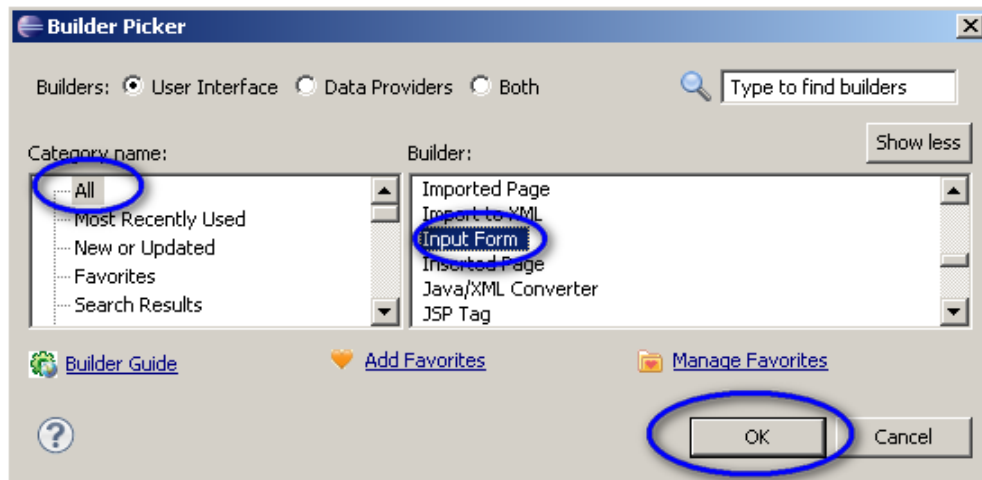 Builder Picker
Builders: User Interface Data Providers Both Type to find builders
Show less
Category name: Builder:
All
Most Recently Used
New or Updated
Favorites
Search Results
Imported Page
Import to XML
Input Form
Inserted Page
Java/XML Converter
JSP Tag
Builder Guide Add Favorites Manage Favorites
? OK Cancel